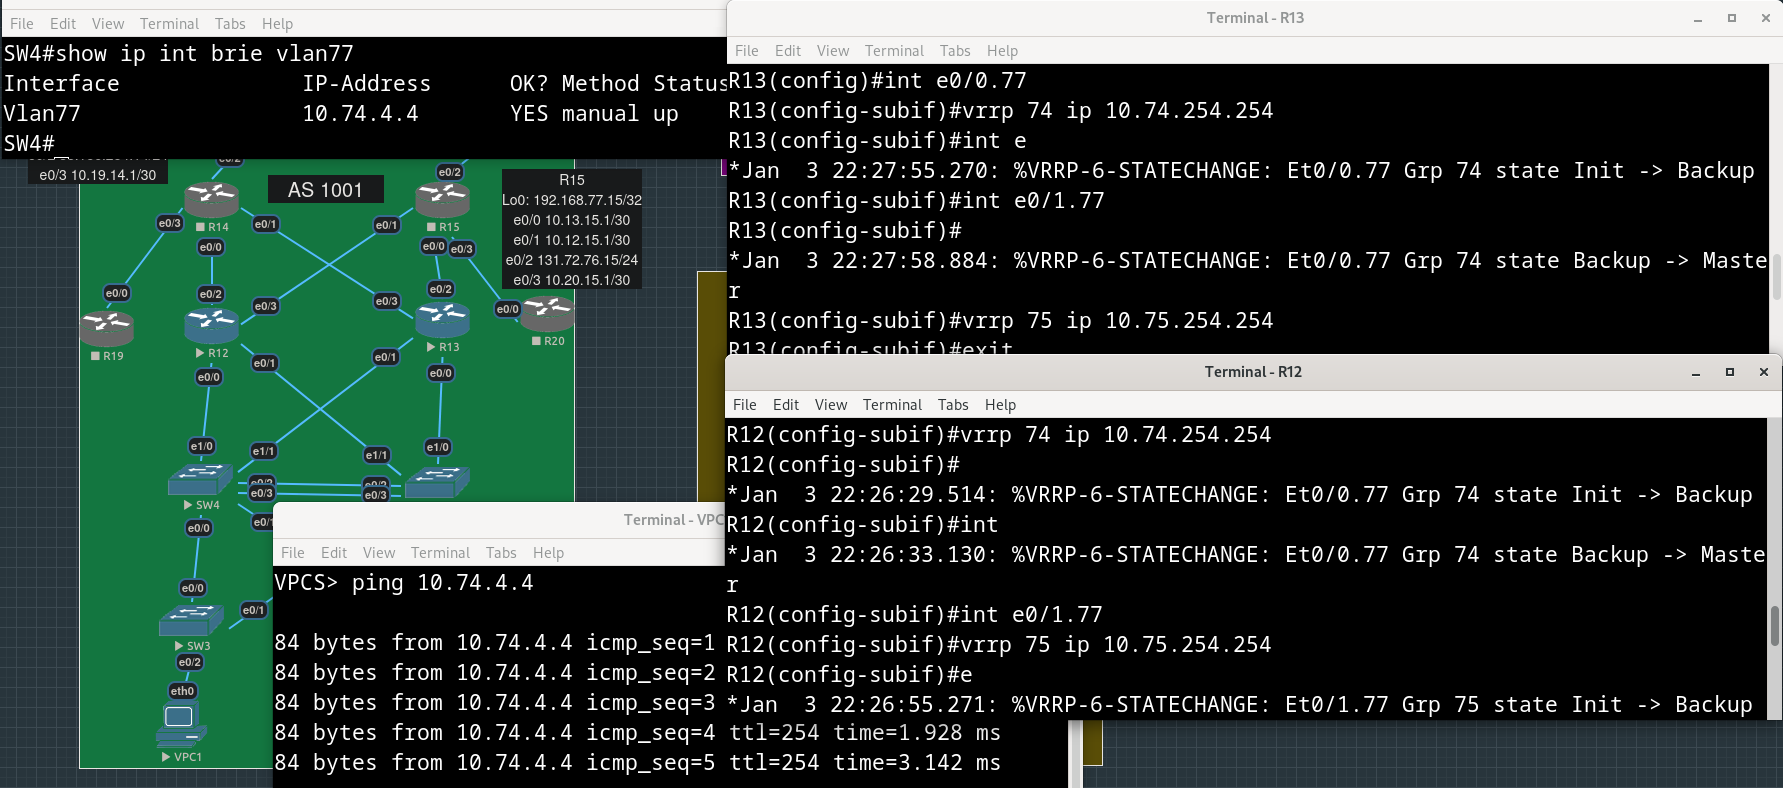 File Edit View Terminal Tabs Help
SW4#show ip int brie vlan77
Interface IP-Address OK? Method Status
Vlan77 10.74.4.4 YES manual up
SW4#
e0/3 10.19.14.1/30
e0/2
AS 1001
e0/2
R15
Lo0: 192.168.77.15/32
e0/0 10.13.15.1/30
e0/1 10.12.15.1/30
e0/2 131.72.76.15/24
e0/3 10.20.15.1/30
R14
R15
e0/3
e0/1
e0/1
e0/0
e0/0
e0/3
e0/0
e0/2
e0/3
e0/3
e0/2
e0/0
R19
R12
R13
R20
e0/1
e0/1
e0/0
e0/0
e1/0
e1/1
e1/1
e1/0
e0/3
e0/3
SW4
e0/0
e0/0
e0/1
SW3
e0/2
eth0
VPC1
Terminal - R13
File Edit View Terminal Tabs Help
R13(config)#int e0/0.77
R13(config-subif)#vrrp 74 ip 10.74.254.254
R13(config-subif)#int e
*Jan  3 22:27:55.270: %VRRP-6-STATECHANGE: Et0/0.77 Grp 74 state Init -> Backup
R13(config-subif)#int e0/1.77
R13(config-subif)#
*Jan  3 22:27:58.884: %VRRP-6-STATECHANGE: Et0/0.77 Grp 74 state Backup -> Maste
r
R13(config-subif)#vrrp 75 ip 10.75.254.254
R13(config-subif)#exit
Terminal - R12
File Edit View Terminal Tabs Help
R12(config-subif)#vrrp 74 ip 10.74.254.254
R12(config-subif)#
*Jan  3 22:26:29.514: %VRRP-6-STATECHANGE: Et0/0.77 Grp 74 state Init -> Backup
R12(config-subif)#int
*Jan  3 22:26:33.130: %VRRP-6-STATECHANGE: Et0/0.77 Grp 74 state Backup -> Maste
r
R12(config-subif)#int e0/1.77
R12(config-subif)#vrrp 75 ip 10.75.254.254
R12(config-subif)#e
*Jan  3 22:26:55.271: %VRRP-6-STATECHANGE: Et0/1.77 Grp 75 state Init -> Backup
Terminal - VPC
File Edit View Terminal Tabs Help
VPCS> ping 10.74.4.4
84 bytes from 10.74.4.4 icmp_seq=1
84 bytes from 10.74.4.4 icmp_seq=2
84 bytes from 10.74.4.4 icmp_seq=3
84 bytes from 10.74.4.4 icmp_seq=4 ttl=254 time=1.928 ms
84 bytes from 10.74.4.4 icmp_seq=5 ttl=254 time=3.142 ms